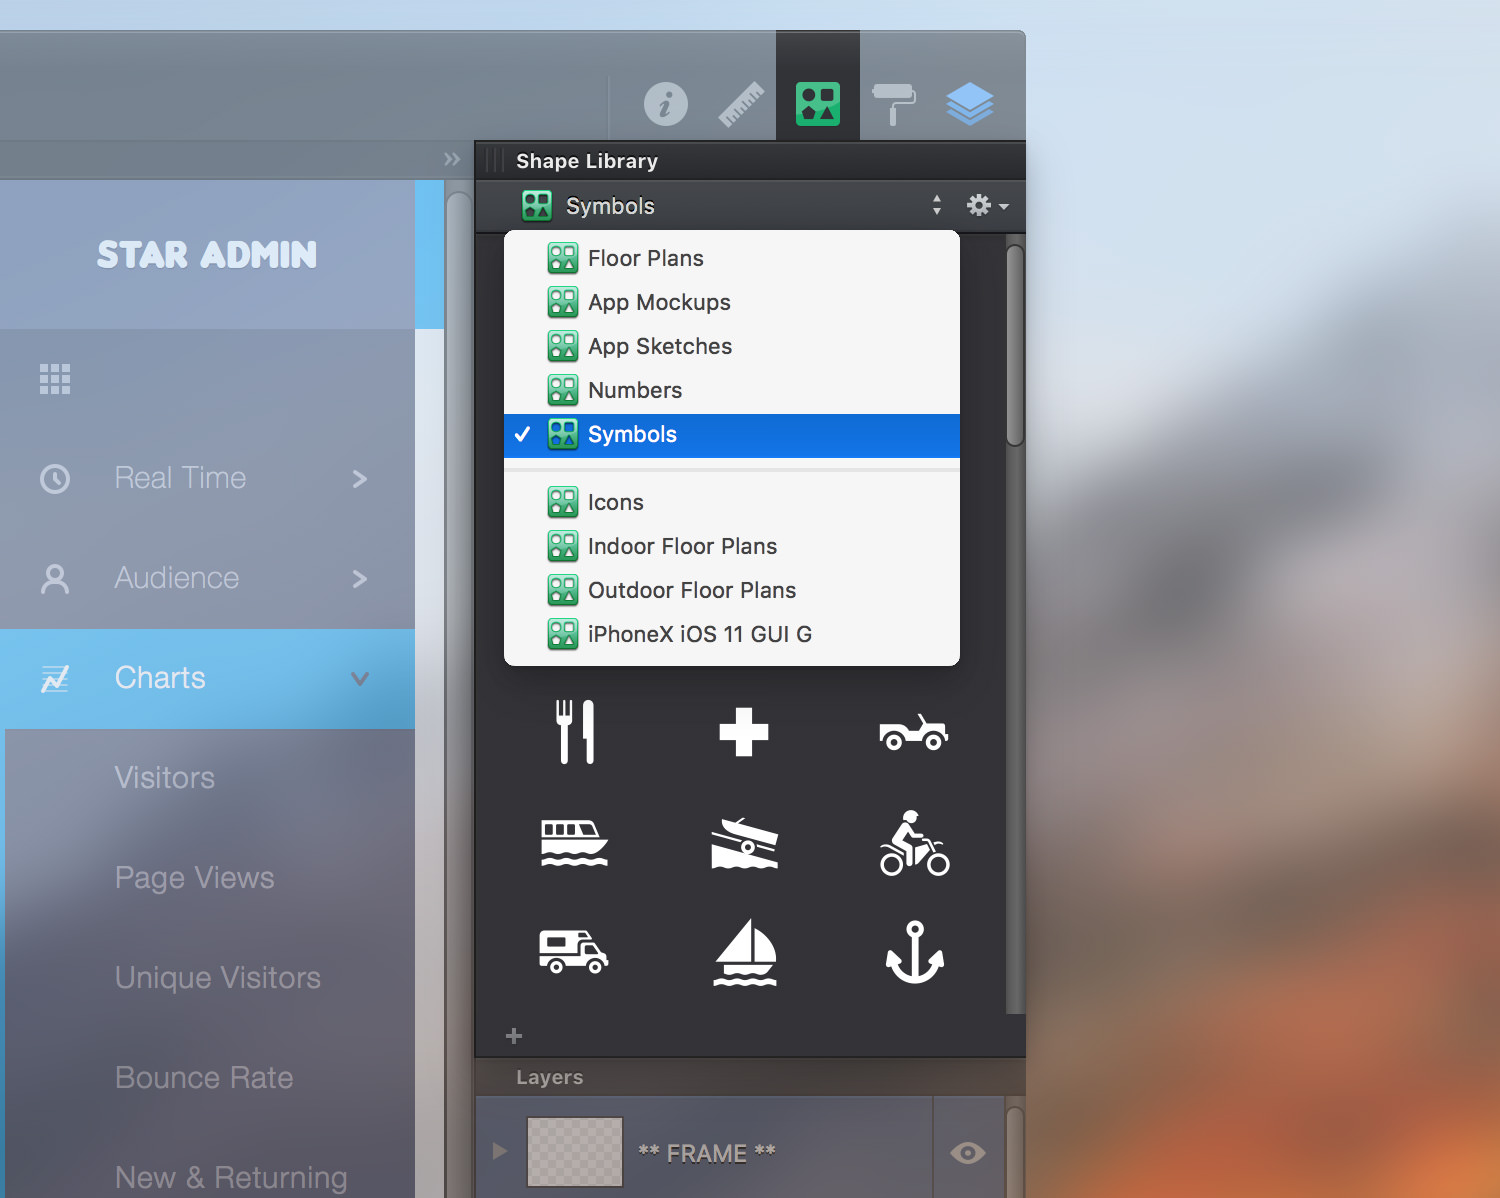 Shape Library
Symbols
Floor Plans
App Mockups
App Sketches
Numbers
Symbols
Icons
Indoor Floor Plans
Outdoor Floor Plans
iPhoneX iOS 11 GUI G
STAR ADMIN
Real Time
Audience
Charts
Visitors
Page Views
Unique Visitors
Bounce Rate
New & Returning
Layers
** FRAME **